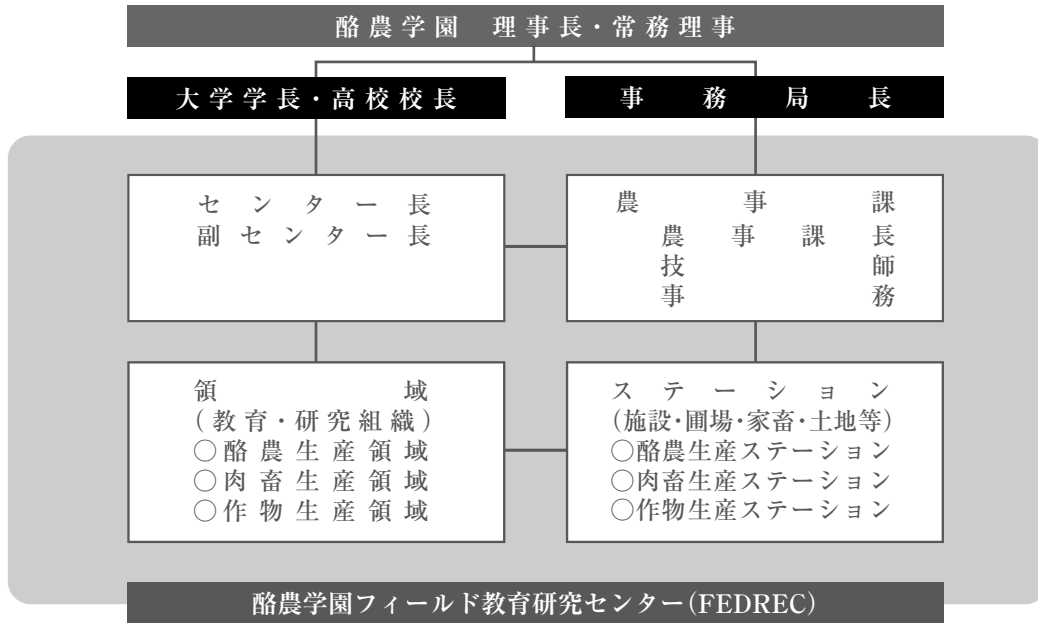 酪農学園 理事長・常務理事
大学学長・高校校長
事務局長
センター長
副センター長
農事課
農事課長
技師
事務
領域
(教育・研究組織)
○酪農生産領域
○肉畜生産領域
○作物生産領域
ステーション
(施設・圃場・家畜・土地等)
○酪農生産ステーション
○肉畜生産ステーション
○作物生産ステーション
酪農学園フィールド教育研究センター(FEDREC)